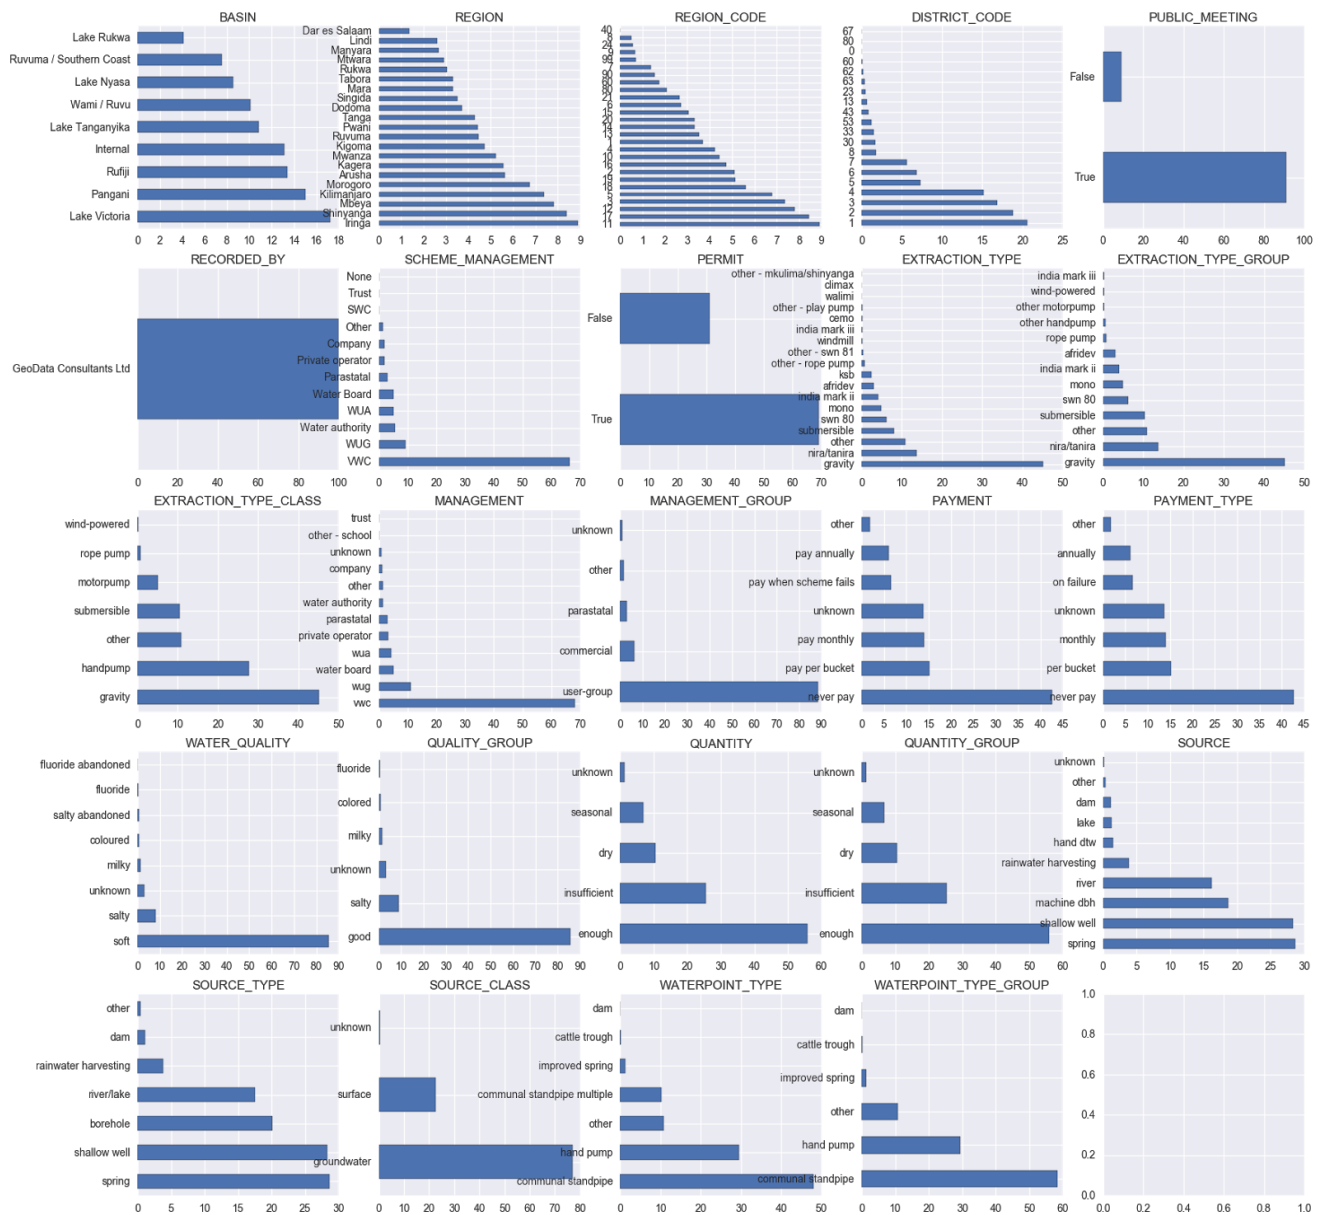 BASIN
Lake Rukwa
Ruvuma / Southern Coast
Lake Nyasa
Wami / Ruvu
Lake Tanganyika
Internal
Rufiji
Pangani
Lake Victoria
0 2 4 6 8 10 12 14 16 18
REGION
Dar es Salaam
Lindi
Manyara
Mtwara
Rukwa
Tabora
Mara
Singida
Dodoma
Tanga
Pwani
Ruvuma
Kigoma
Mwanza
Kagera
Arusha
Morogoro
Kilimanjaro
Mbeya
Shinyanga
Iringa
0 1 2 3 4 5 6 7 8 9
REGION_CODE
40
8
24
9
99
7
90
60
80
21
6
15
20
14
13
1
4
10
16
2
19
18
5
3
12
17
11
0 1 2 3 4 5 6 7 8 9
DISTRICT_CODE
67
80
0
60
62
63
23
13
43
53
33
30
8
7
6
5
4
3
2
1
0 5 10 15 20 25
PUBLIC_MEETING
False
True
0 20 40 60 80 100
RECORDED_BY
GeoData Consultants Ltd
0 20 40 60 80 100
SCHEME_MANAGEMENT
None
Trust
SWC
Other
Company
Private operator
Parastatal
Water Board
WUA
Water authority
WUG
VWC
0 10 20 30 40 50 60 70
PERMIT
False
True
0 10 20 30 40 50 60 70
EXTRACTION_TYPE
other - mkulima/shinyanga
climax
walimi
other - play pump
cemo
india mark iii
windmill
other - swn 81
other - rope pump
ksb
afridev
india mark ii
mono
swn 80
submersible
other
nira/tanira
gravity
0 10 20 30 40 50
EXTRACTION_TYPE_GROUP
india mark iii
wind-powered
other motorpump
other handpump
rope pump
afridev
india mark ii
mono
swn 80
submersible
other
nira/tanira
gravity
0 10 20 30 40 50
EXTRACTION_TYPE_CLASS
wind-powered
rope pump
motorpump
submersible
other
handpump
gravity
0 10 20 30 40 50
MANAGEMENT
trust
other - school
unknown
company
other
water authority
parastatal
private operator
wua
water board
wug
vwc
0 10 20 30 40 50 60 70
MANAGEMENT_GROUP
unknown
other
parastatal
commercial
user-group
0 10 20 30 40 50 60 70 80 90
PAYMENT
other
pay annually
pay when scheme fails
unknown
pay monthly
pay per bucket
never pay
0 5 10 15 20 25 30 35 40 45
PAYMENT_TYPE
other
annually
on failure
unknown
monthly
per bucket
never pay
0 5 10 15 20 25 30 35 40 45
WATER_QUALITY
fluoride abandoned
fluoride
salty abandoned
coloured
milky
unknown
salty
soft
0 10 20 30 40 50 60 70 80 90
QUALITY_GROUP
fluoride
colored
milky
unknown
salty
good
0 10 20 30 40 50 60 70 80 90
QUANTITY
unknown
seasonal
dry
insufficient
enough
0 10 20 30 40 50 60
QUANTITY_GROUP
unknown
seasonal
dry
insufficient
enough
0 10 20 30 40 50 60
SOURCE
unknown
other
dam
lake
hand dtw
rainwater harvesting
river
machine dbh
shallow well
spring
0 5 10 15 20 25 30
SOURCE_TYPE
other
dam
rainwater harvesting
river/lake
borehole
shallow well
spring
0 5 10 15 20 25 30
SOURCE_CLASS
unknown
surface
groundwater
0 10 20 30 40 50 60 70 80
WATERPOINT_TYPE
dam
cattle trough
improved spring
communal standpipe multiple
other
hand pump
communal standpipe
0 10 20 30 40 50
WATERPOINT_TYPE_GROUP
dam
cattle trough
improved spring
other
hand pump
communal standpipe
0 10 20 30 40 50 60
1.0
0.8
0.6
0.4
0.2
0.0
0.0 0.2 0.4 0.6 0.8 1.0